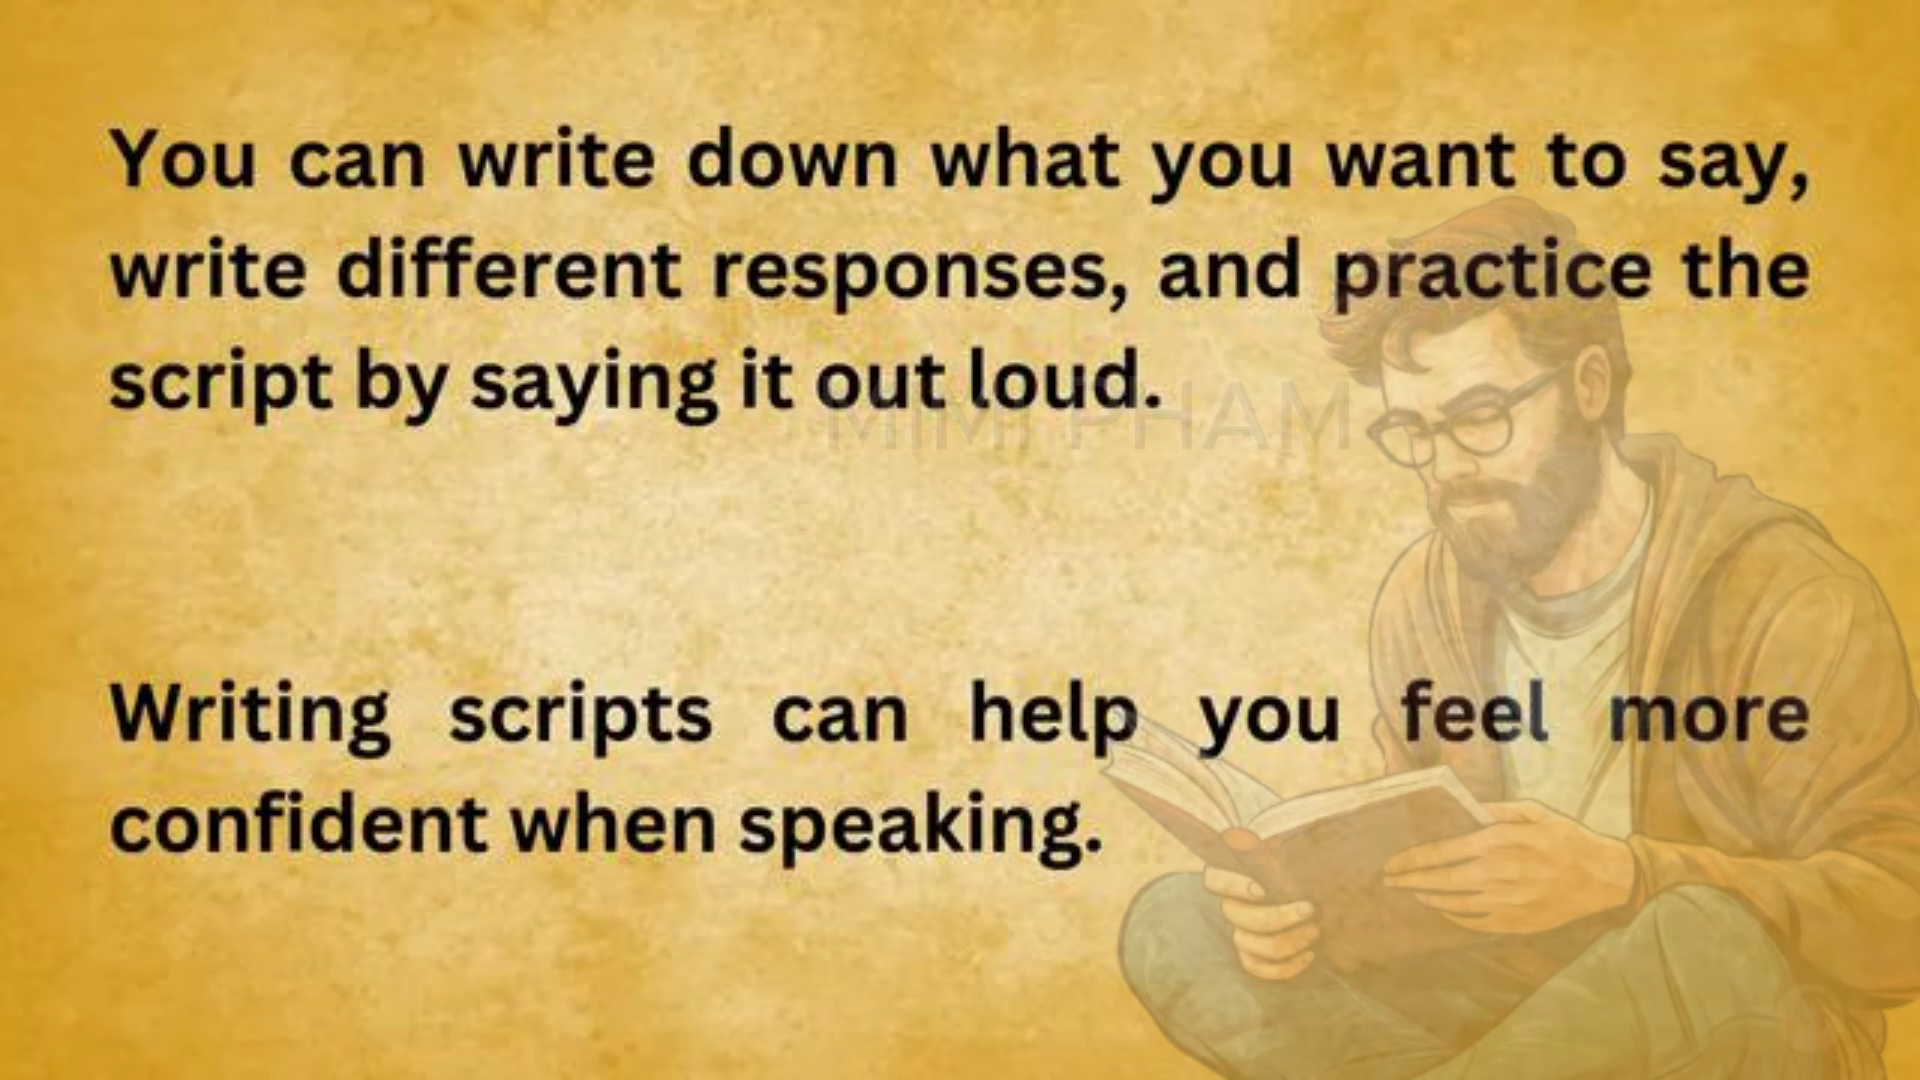 You can write down what you want to say,
write different responses, and practice the
script by saying it out loud.
MIMI PHAM
Writing scripts can help you feel more
confident when speaking.